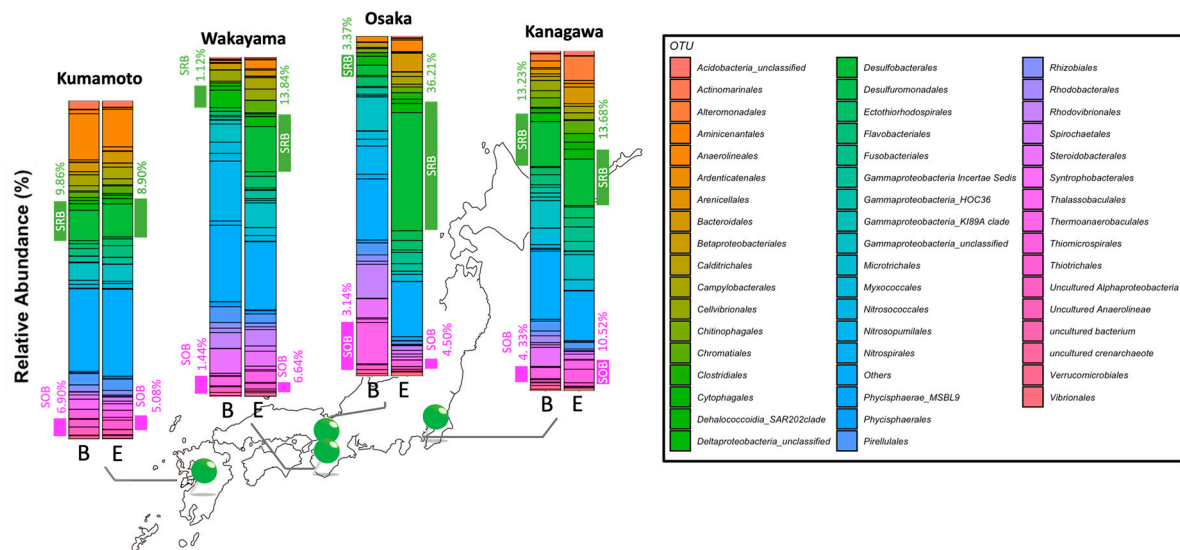 Kumamoto
Wakayama
Osaka
Kanagawa
Relative Abundance (%)
SRB
9.86%
8.90%
SOB
6.90%
SOB
5.08%
B
E
SRB
1.12%
13.84%
SRB
SOB
1.44%
SOB
6.64%
B
E
SRB
3.37%
36.21%
SRB
3.14%
SOB
SOB
4.50%
B
E
13.23%
SRB
13.68%
SRB
SOB
4.33%
SOB
10.52%
B
E
OTU
Acidobacteria_unclassified
Actinomarinales
Alteromonadales
Aminicenantales
Anaerolineales
Ardenticatenales
Arenicellales
Bacteroidales
Betaproteobacteriales
Calditrichales
Campylobacterales
Cellvibrionales
Chitinophagales
Chromatiales
Clostridiales
Cytophagales
Dehalococcoidia_SAR202clade
Deltaproteobacteria_unclassified
Desulfobacterales
Desulfuromonadales
Ectothiorhodospirales
Flavobacteriales
Fusobacteriales
Gammaproteobacteria Incertae Sedis
Gammaproteobacteria_HOC36
Gammaproteobacteria_KI89A clade
Gammaproteobacteria_unclassified
Microtrichales
Myxococcales
Nitrosococcales
Nitrosopumilales
Nitrospirales
Others
Phycisphaerae_MSBL9
Phycisphaerales
Pirellulales
Rhizobiales
Rhodobacterales
Rhodovibrionales
Spirochaetales
Steroidobacterales
Syntrophobacterales
Thalassobaculales
Thermoanaerobaculales
Thiomicrospirales
Thiotrichales
Uncultured Alphaproteobacteria
Uncultured Anaerolineae
uncultured bacterium
uncultured crenarchaeote
Verrucomicrobiales
Vibrionales